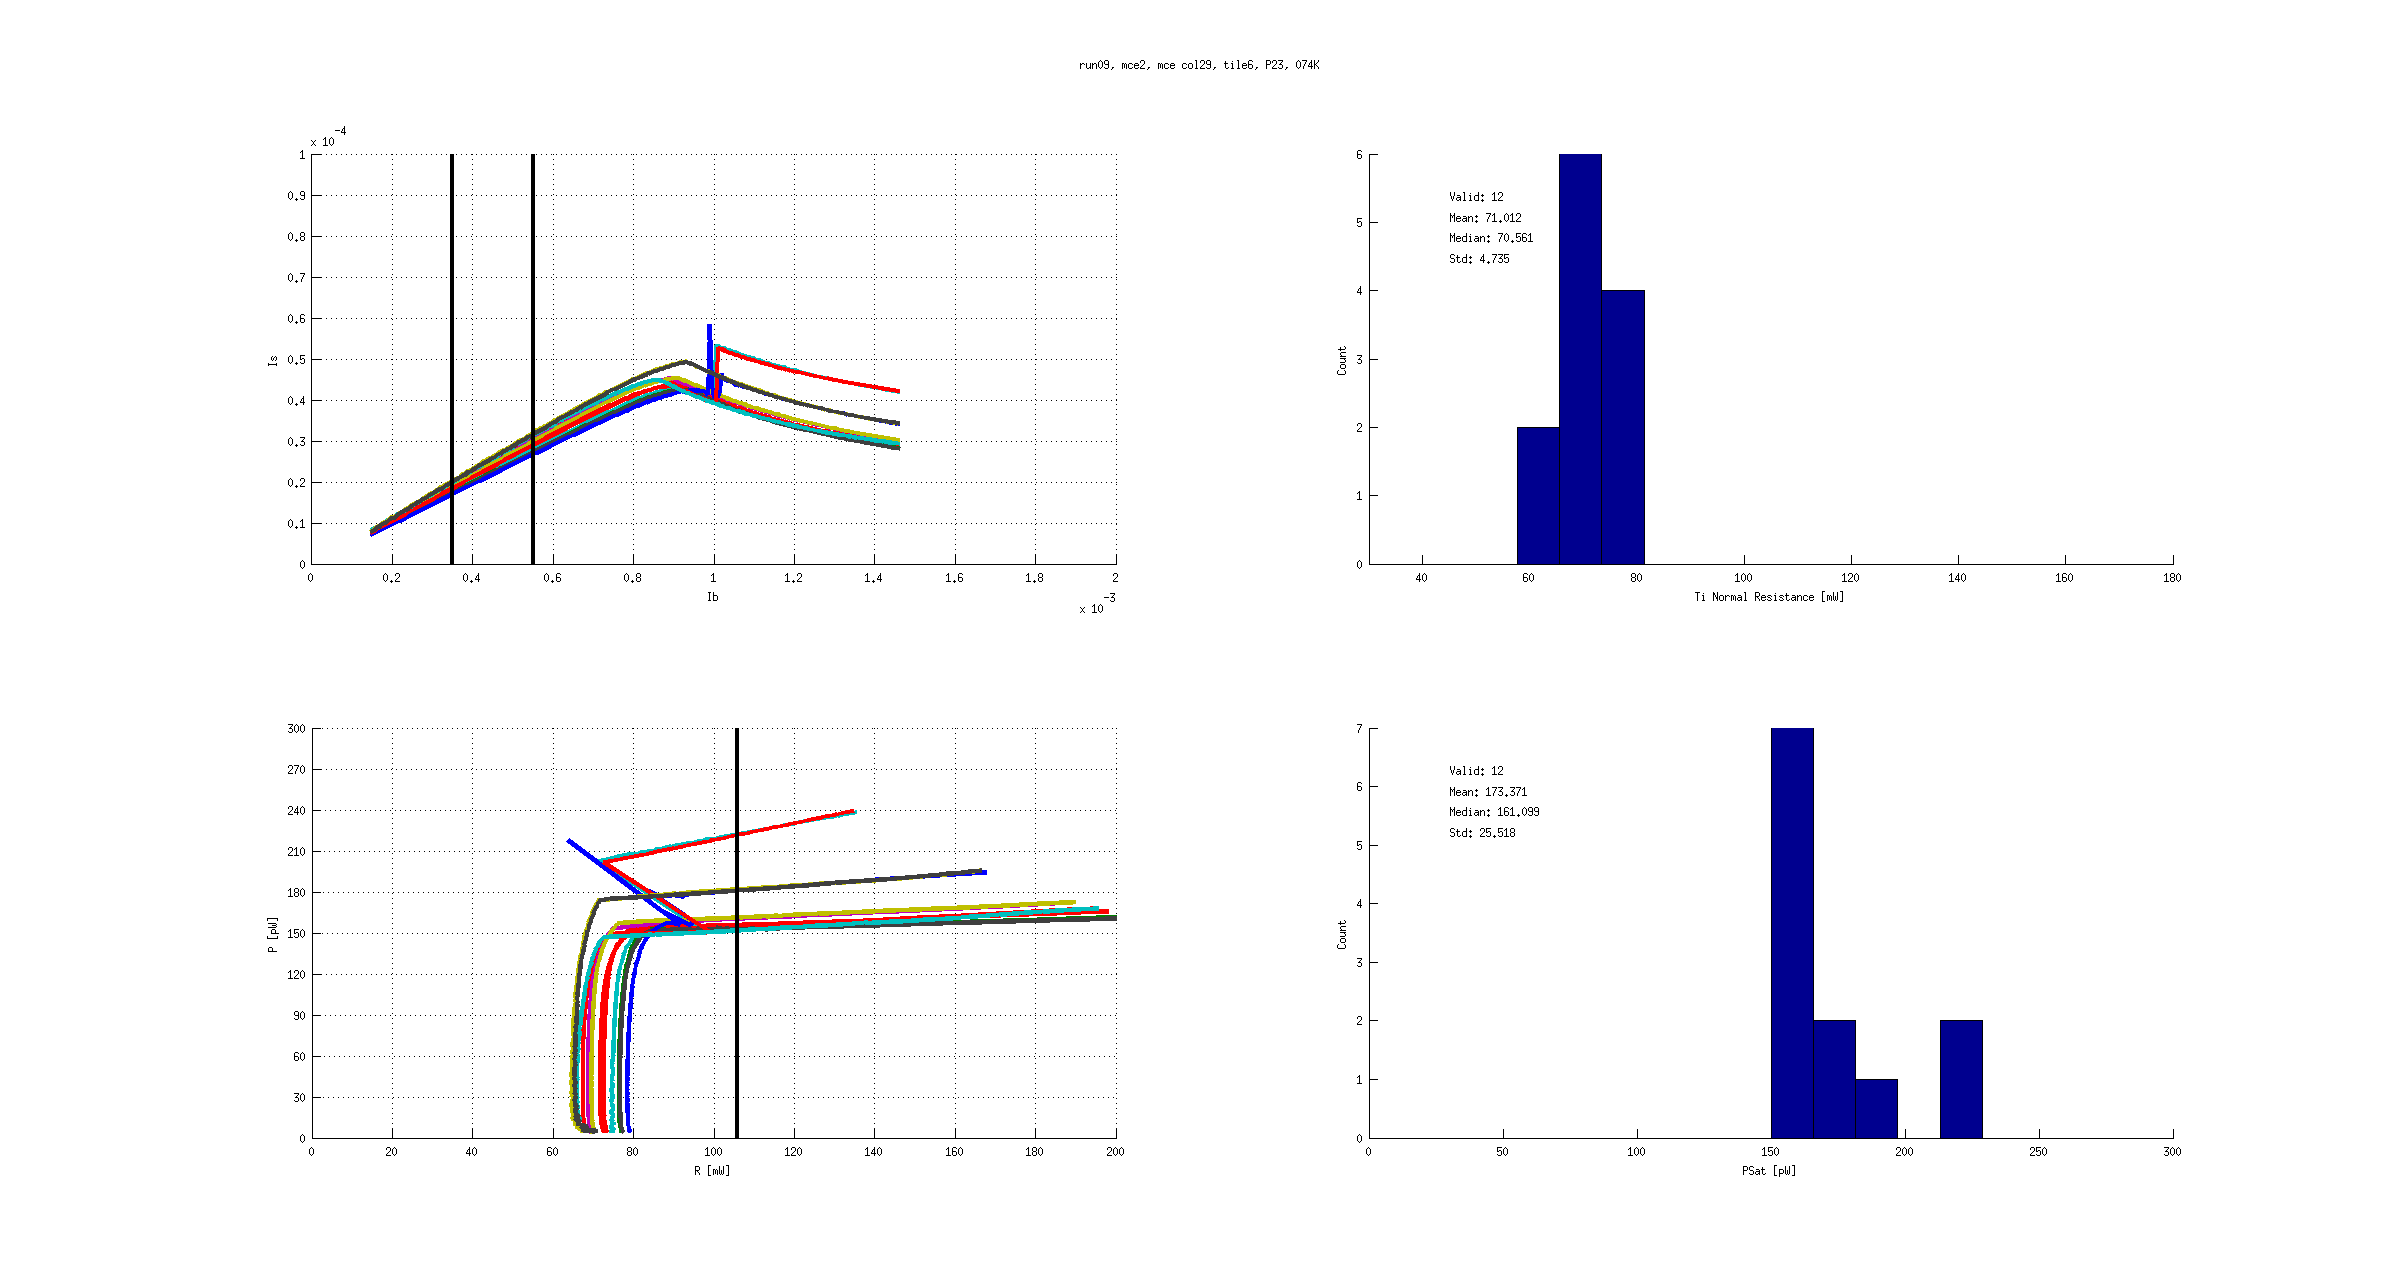 run09, mce2, mce col29, tile6, P23, 074K
x 10 -4
1
0.9
0.8
0.7
0.6
0.5
0.4
0.3
0.2
0.1
0
Is
0 0.2 0.4 0.6 0.8 1 1.2 1.4 1.6 1.8 2
Ib
x 10 -3
6
5
4
3
2
1
0
Count
Valid: 12
Mean: 71.012
Median: 70.561
Std: 4.735
40 60 80 100 120 140 160 180
Ti Normal Resistance [mW]
300
270
240
210
180
150
120
90
60
30
0
P [pW]
0 20 40 60 80 100 120 140 160 180 200
R [mW]
7
6
5
4
3
2
1
0
Count
Valid: 12
Mean: 173.371
Median: 161.099
Std: 25.518
0 50 100 150 200 250 300
PSat [pW]